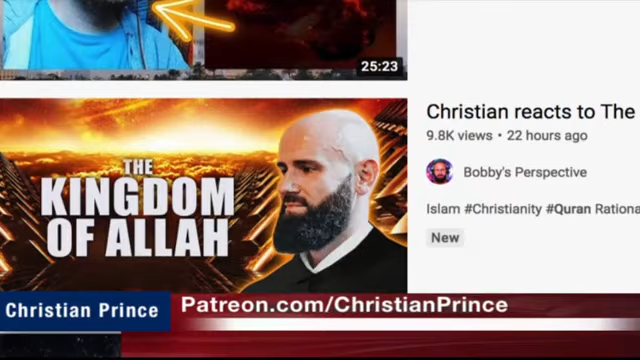 25:23
THE
KINGDOM
OF ALLAH
Christian reacts to The
9.8K views • 22 hours ago
Bobby's Perspective
Islam #Christianity #Quran Rationa
New
Christian Prince
Patreon.com/ChristianPrince